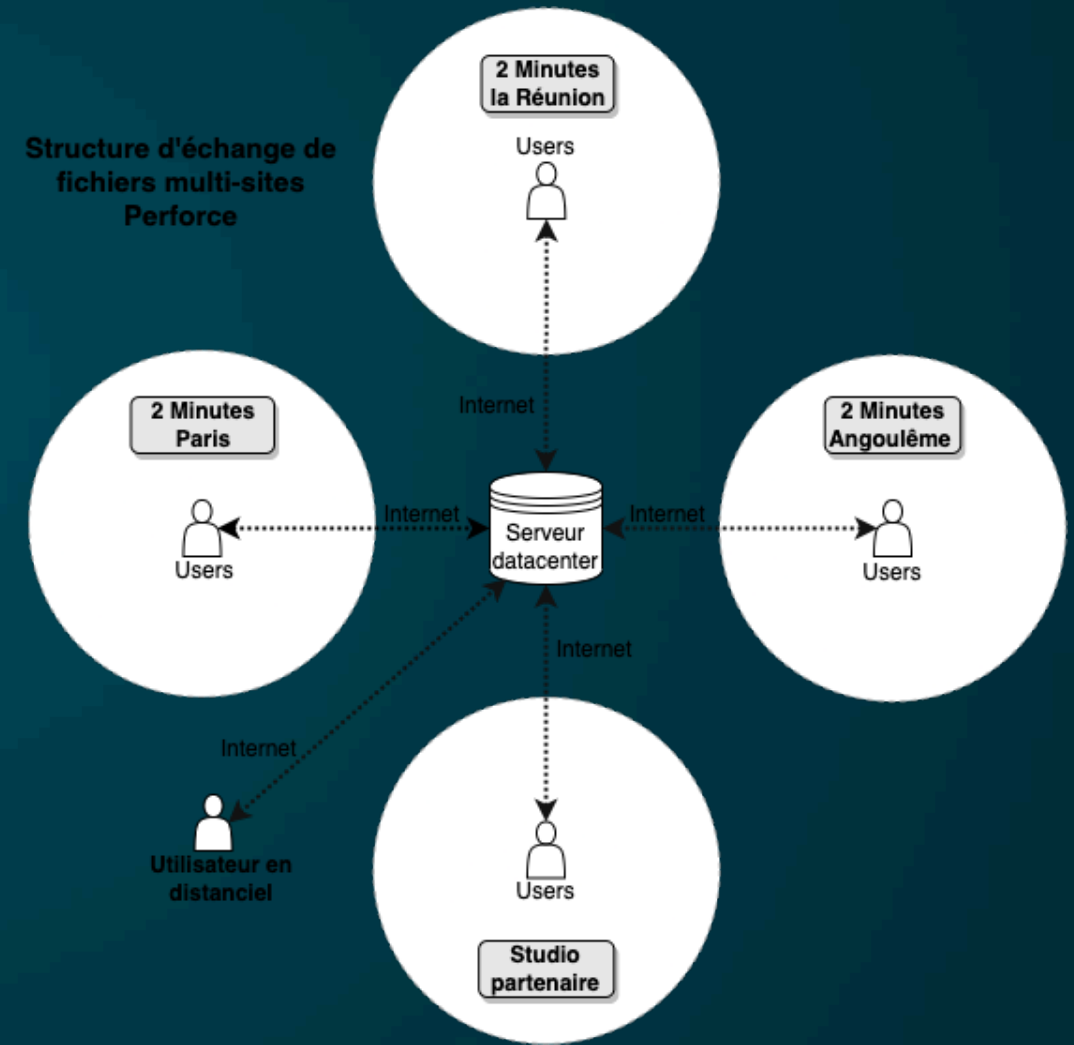 2 Minutes
la Réunion
Users
Structure d'échange de
fichiers multi-sites
Perforce
Internet
2 Minutes
Paris
Users
Internet
Serveur
datacenter
Internet
2 Minutes
Angoulême
Users
Internet
Internet
Utilisateur en
distanciel
Users
Studio
partenaire